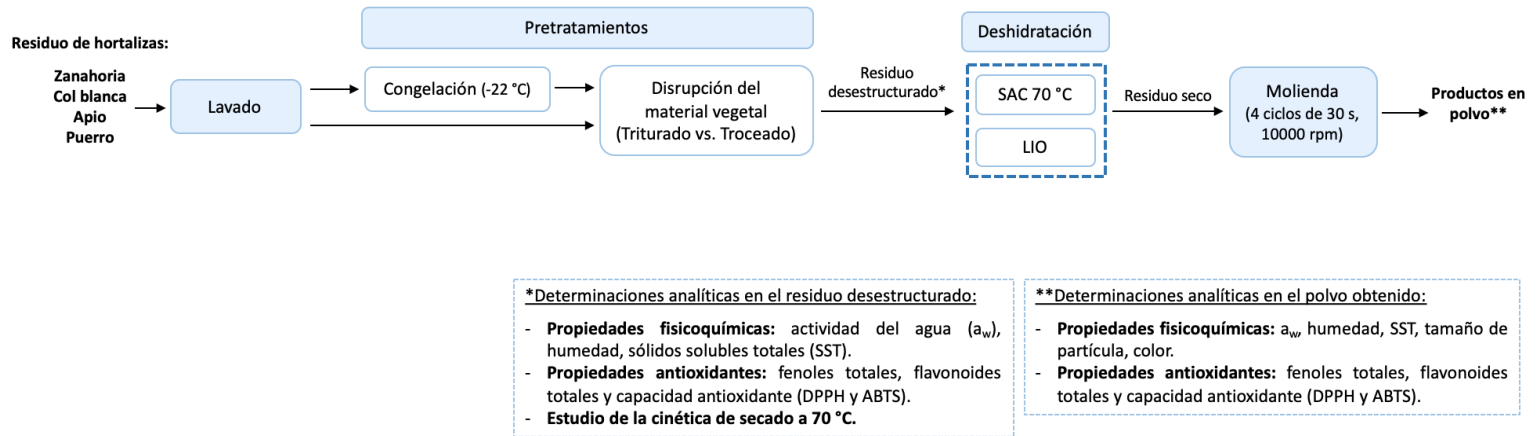 Pretratamientos
Deshidratación
Residuo de hortalizas:
Zanahoria
Col blanca
Apio
Puerro
Lavado
Congelación (-22 °C)
Disrupción del
material vegetal
(Triturado vs. Troceado)
Residuo
desestructurado*
SAC 70 °C
LIO
Residuo seco
Molienda
(4 ciclos de 30 s,
10000 rpm)
Productos en
polvo**
*Determinaciones analíticas en el residuo desestructurado:
- Propiedades fisicoquímicas: actividad del agua (aw),
humedad, sólidos solubles totales (SST).
- Propiedades antioxidantes: fenoles totales, flavonoides
totales y capacidad antioxidante (DPPH y ABTS).
- Estudio de la cinética de secado a 70 °C.
**Determinaciones analíticas en el polvo obtenido:
- Propiedades fisicoquímicas: aw, humedad, SST, tamaño de
partícula, color.
- Propiedades antioxidantes: fenoles totales, flavonoides
totales y capacidad antioxidante (DPPH y ABTS).